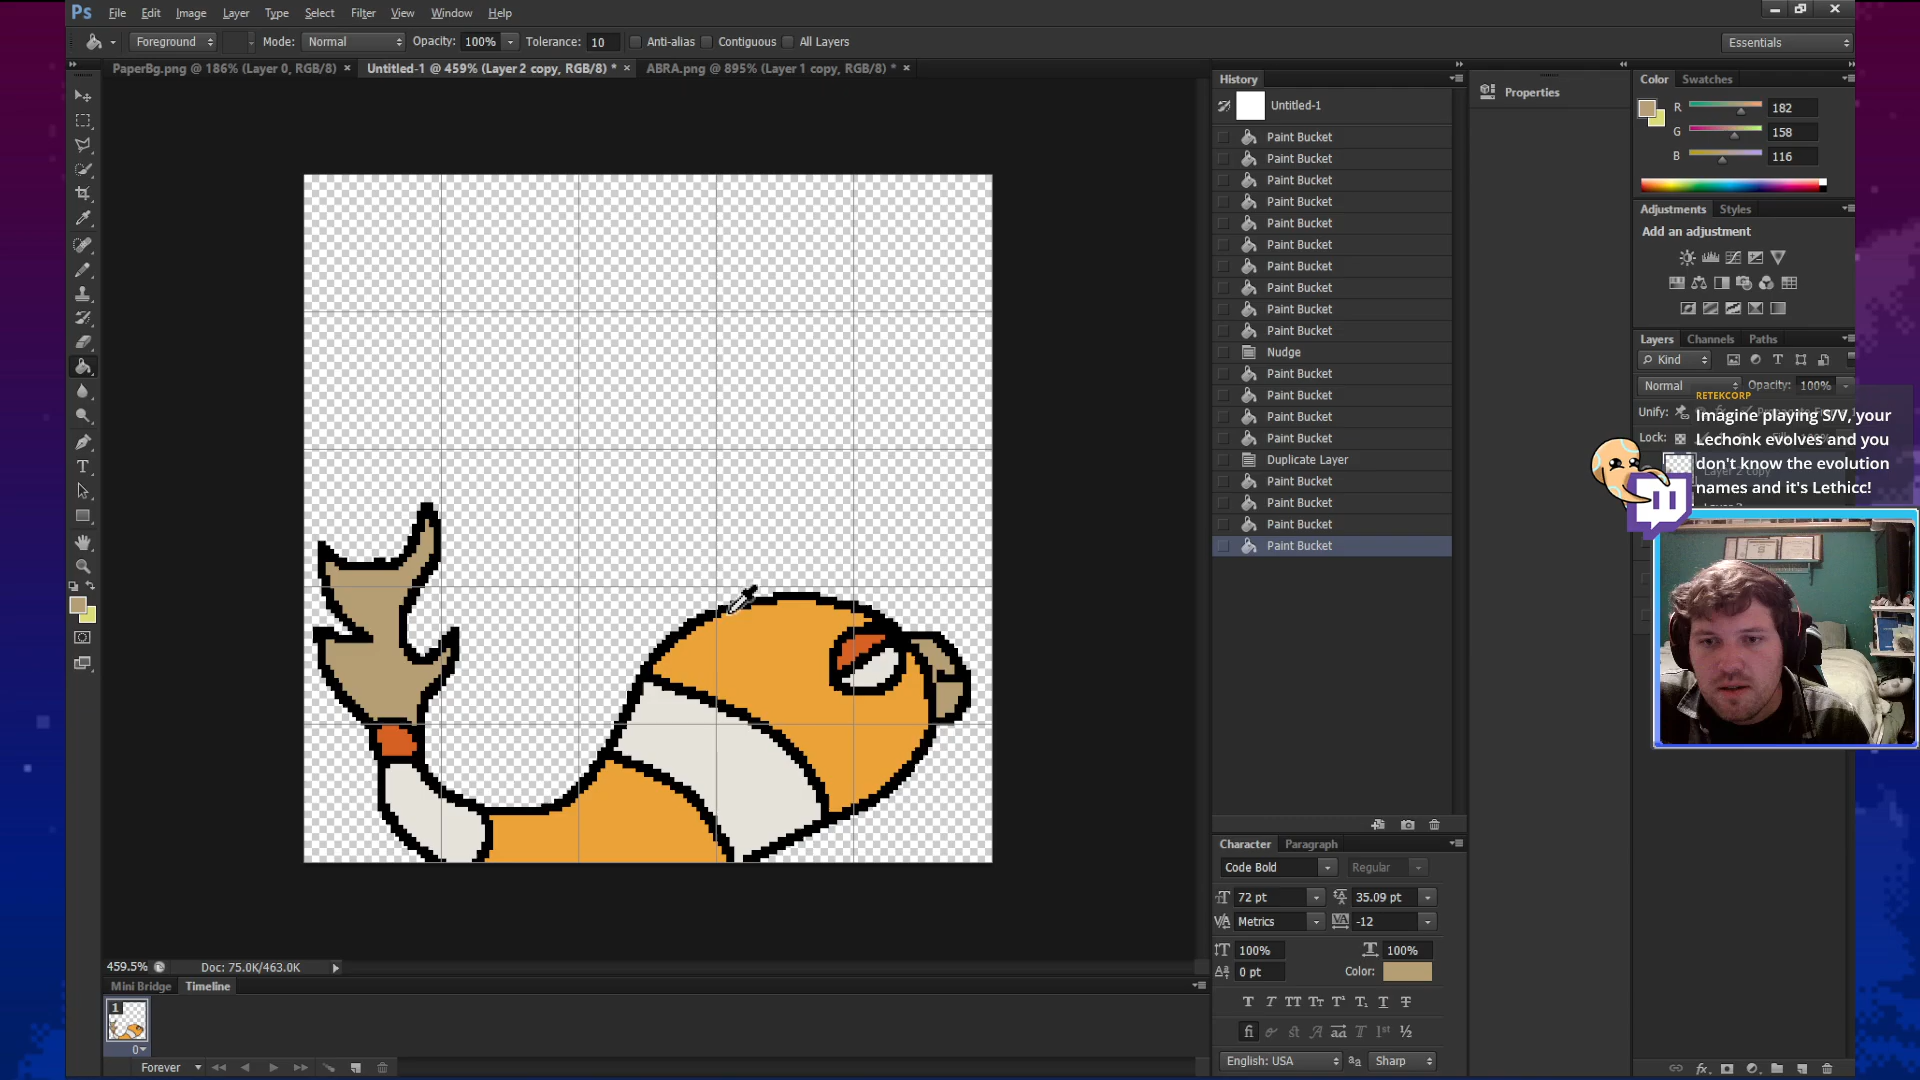 Ps File Edit Image Layer Type Select Filter View Window Help
Foreground Mode: Normal Opacity: 100% Tolerance: 10 Anti-alias Contiguous All Layers Essentials
PaperBg.png @ 186% (Layer 0, RGB/8) × Untitled-1 @ 459% (Layer 2 copy, RGB/8) * × ABRA.png @ 895% (Layer 1 copy, RGB/8) * ×
History
Untitled-1
Paint Bucket
Paint Bucket
Paint Bucket
Paint Bucket
Paint Bucket
Paint Bucket
Paint Bucket
Paint Bucket
Paint Bucket
Paint Bucket
Nudge
Paint Bucket
Paint Bucket
Paint Bucket
Paint Bucket
Duplicate Layer
Paint Bucket
Paint Bucket
Paint Bucket
Paint Bucket
Properties
Color Swatches
R 182
G 158
B 116
Adjustments Styles
Add an adjustment
Layers Channels Paths
Kind
Normal Opacity: 100%
Unify:
Lock:
Layer 2 copy
RETEKCORP
Imagine playing S/V, your
Lechonk evolves and you
don't know the evolution
names and it's Lethicc!
Character Paragraph
Code Bold Regular
72 pt 35.09 pt
Metrics -12
100% 100%
0 pt Color:
English: USA Sharp
459.5% Doc: 75.0K/463.0K
Mini Bridge Timeline
1
0
Forever